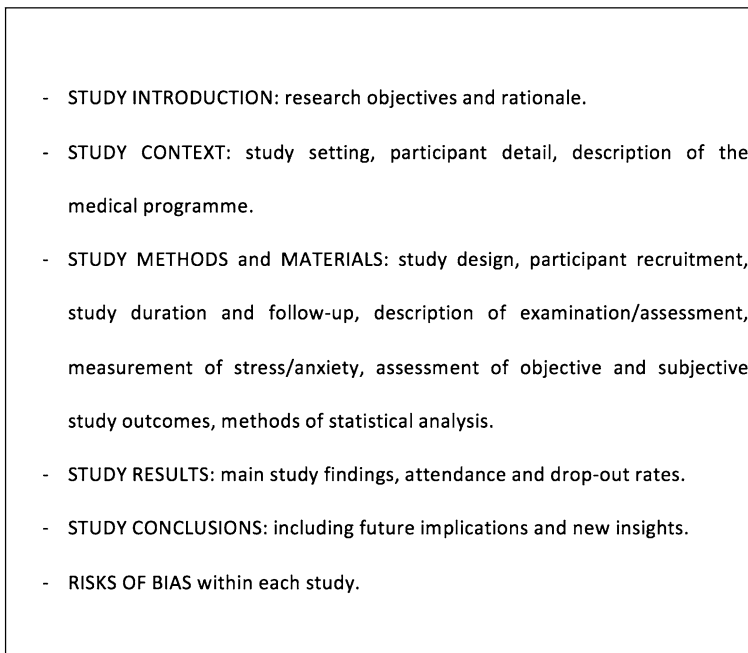 - STUDY INTRODUCTION: research objectives and rationale.
- STUDY CONTEXT: study setting, participant detail, description of the
medical programme.
- STUDY METHODS and MATERIALS: study design, participant recruitment,
study duration and follow-up, description of examination/assessment,
measurement of stress/anxiety, assessment of objective and subjective
study outcomes, methods of statistical analysis.
- STUDY RESULTS: main study findings, attendance and drop-out rates.
- STUDY CONCLUSIONS: including future implications and new insights.
- RISKS OF BIAS within each study.